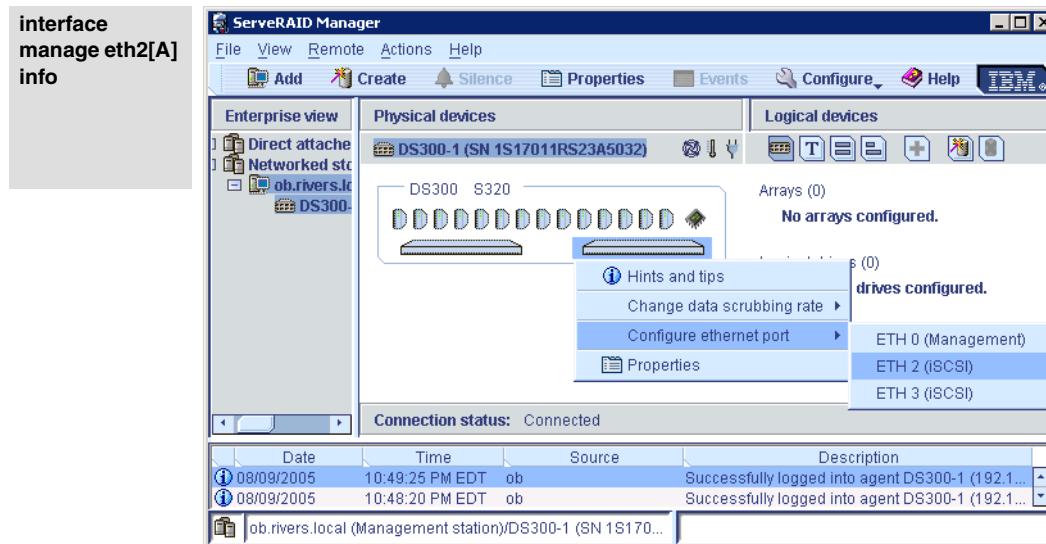 interface
manage eth2[A]
info
ServeRAID Manager
File View Remote Actions Help
Add Create Silence Properties Events Configure Help IBM
Enterprise view Physical devices Logical devices
Direct attache
Networked sto
ob.rivers.lo
DS300-
DS300-1 (SN 1S17011RS23A5032)
DS300 S320
Arrays (0)
No arrays configured.
(0)
drives configured.
Hints and tips
Change data scrubbing rate
Configure ethernet port
Properties
ETH 0 (Management)
ETH 2 (iSCSI)
ETH 3 (iSCSI)
Connection status: Connected
Date Time Source Description
08/09/2005 10:49:25 PM EDT ob Successfully logged into agent DS300-1 (192.1...
08/09/2005 10:48:20 PM EDT ob Successfully logged into agent DS300-1 (192.1...
ob.rivers.local (Management station)/DS300-1 (SN 1S170...